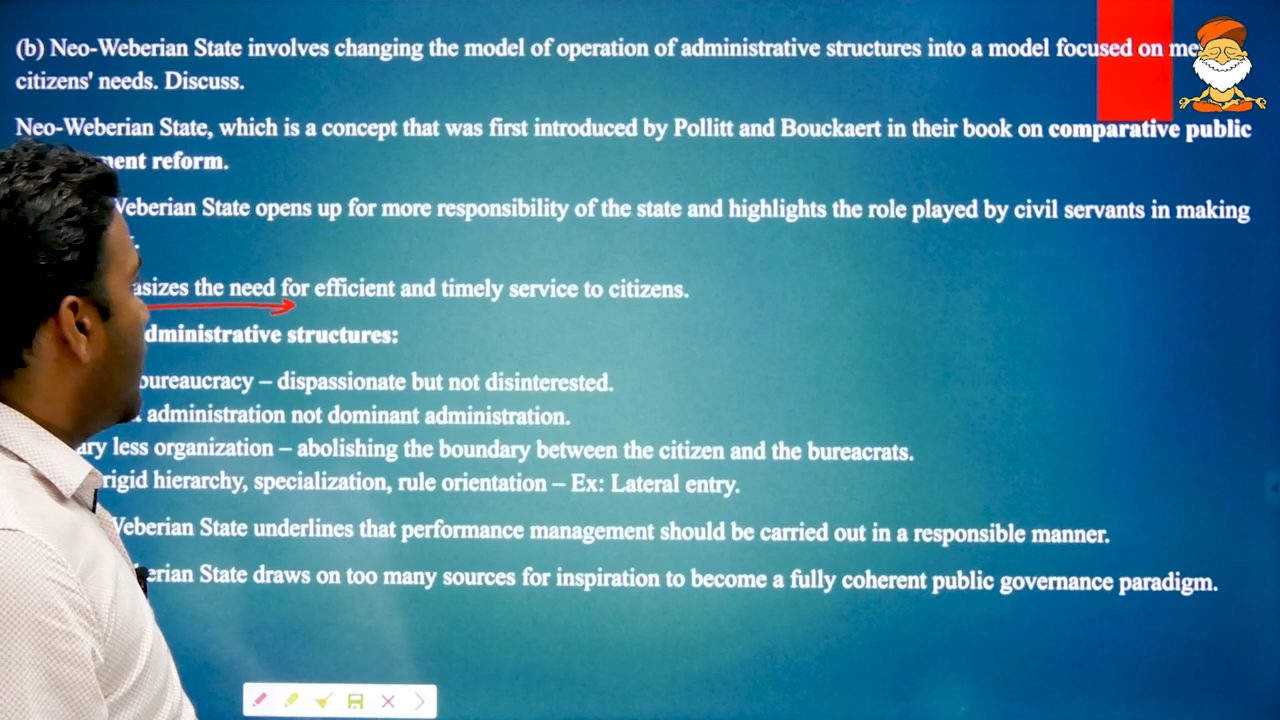 (b) Neo-Weberian State involves changing the model of operation of administrative structures into a model focused on
citizens' needs. Discuss.
Neo-Weberian State, which is a concept that was first introduced by Pollitt and Bouckaert in their book on comparative public
reform.
Weberian State opens up for more responsibility of the state and highlights the role played by civil servants in making
the need for efficient and timely service to citizens.
administrative structures:
bureaucracy – dispassionate but not disinterested.
administration not dominant administration.
less organization – abolishing the boundary between the citizen and the bureacrats.
rigid hierarchy, specialization, rule orientation – Ex: Lateral entry.
Weberian State underlines that performance management should be carried out in a responsible manner.
State draws on too many sources for inspiration to become a fully coherent public governance paradigm.